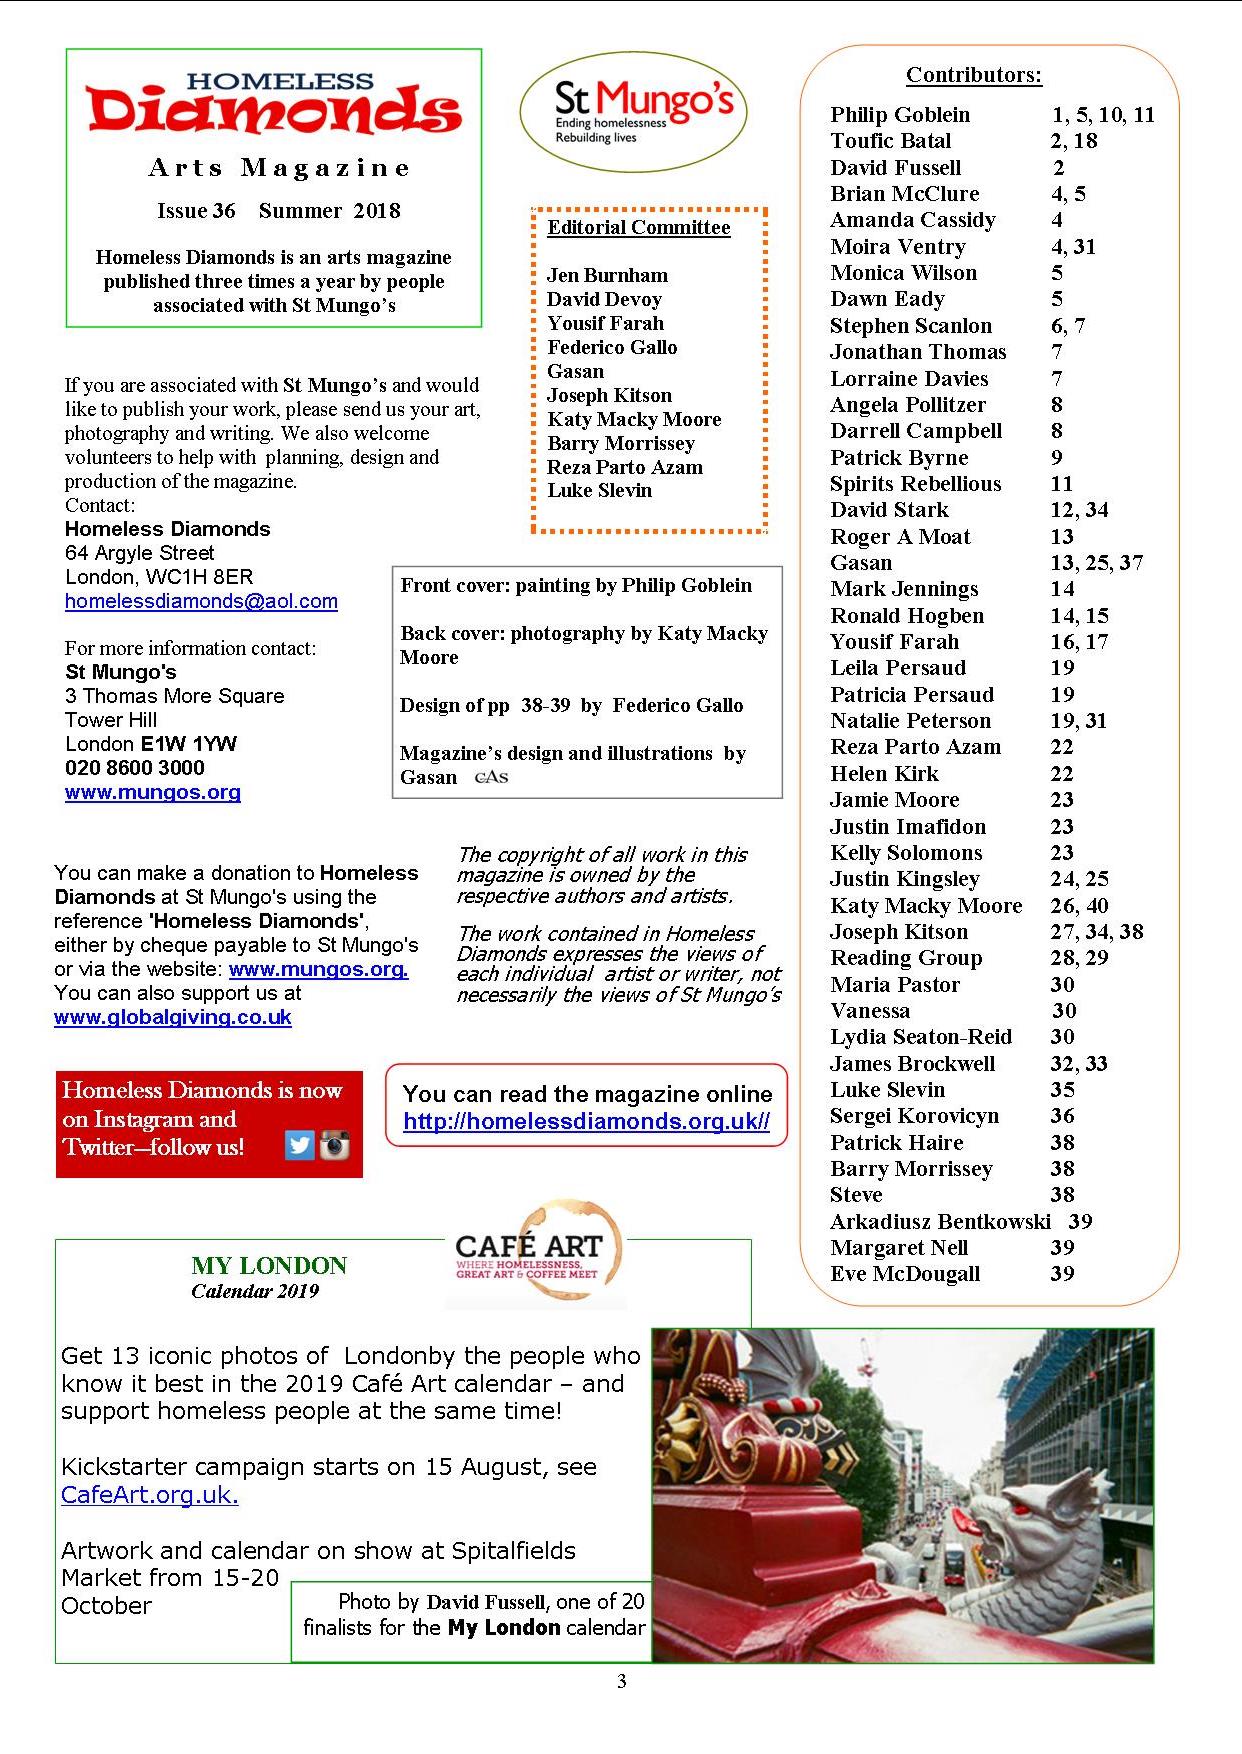 HOMELESS
Diamonds
Arts Magazine
Issue 36 Summer 2018
Homeless Diamonds is an arts magazine
published three times a year by people
associated with St Mungo's
St Mungo's
Ending homelessness
Rebuilding lives
Editorial Committee
Jen Burnham
David Devoy
Yousif Farah
Federico Gallo
Gasan
Joseph Kitson
Katy Macky Moore
Barry Morrissey
Reza Parto Azam
Luke Slevin
If you are associated with St Mungo's and would
like to publish your work, please send us your art,
photography and writing. We also welcome
volunteers to help with planning, design and
production of the magazine.
Contact:
Homeless Diamonds
64 Argyle Street
London, WC1H 8ER
homelessdiamonds@aol.com
For more information contact:
St Mungo's
3 Thomas More Square
Tower Hill
London E1W 1YW
020 8600 3000
www.mungos.org
Front cover: painting by Philip Goblein
Back cover: photography by Katy Macky
Moore
Design of pp 38-39 by Federico Gallo
Magazine's design and illustrations by
Gasan GAS
You can make a donation to Homeless
Diamonds at St Mungo's using the
reference 'Homeless Diamonds',
either by cheque payable to St Mungo's
or via the website: www.mungos.org.
You can also support us at
www.globalgiving.co.uk
The copyright of all work in this
magazine is owned by the
respective authors and artists.
The work contained in Homeless
Diamonds expresses the views of
each individual artist or writer, not
necessarily the views of St Mungo's
Homeless Diamonds is now
on Instagram and
Twitter—follow us!
You can read the magazine online
http://homelessdiamonds.org.uk//
Contributors:
Philip Goblein 1, 5, 10, 11
Toufic Batal 2, 18
David Fussell 2
Brian McClure 4, 5
Amanda Cassidy 4
Moira Ventry 4, 31
Monica Wilson 5
Dawn Eady 5
Stephen Scanlon 6, 7
Jonathan Thomas 7
Lorraine Davies 7
Angela Pollitzer 8
Darrell Campbell 8
Patrick Byrne 9
Spirits Rebellious 11
David Stark 12, 34
Roger A Moat 13
Gasan 13, 25, 37
Mark Jennings 14
Ronald Hogben 14, 15
Yousif Farah 16, 17
Leila Persaud 19
Patricia Persaud 19
Natalie Peterson 19, 31
Reza Parto Azam 22
Helen Kirk 22
Jamie Moore 23
Justin Imafidon 23
Kelly Solomons 23
Justin Kingsley 24, 25
Katy Macky Moore 26, 40
Joseph Kitson 27, 34, 38
Reading Group 28, 29
Maria Pastor 30
Vanessa 30
Lydia Seaton-Reid 30
James Brockwell 32, 33
Luke Slevin 35
Sergei Korovicyn 36
Patrick Haire 38
Barry Morrissey 38
Steve 38
Arkadiusz Bentkowski 39
Margaret Nell 39
Eve McDougall 39
MY LONDON
Calendar 2019
CAFÉ ART
WHERE HOMELESSNESS,
GREAT ART & COFFEE MEET
Get 13 iconic photos of Londonby the people who
know it best in the 2019 Café Art calendar – and
support homeless people at the same time!
Kickstarter campaign starts on 15 August, see
CafeArt.org.uk.
Artwork and calendar on show at Spitalfields
Market from 15-20
October
Photo by David Fussell, one of 20
finalists for the My London calendar
3